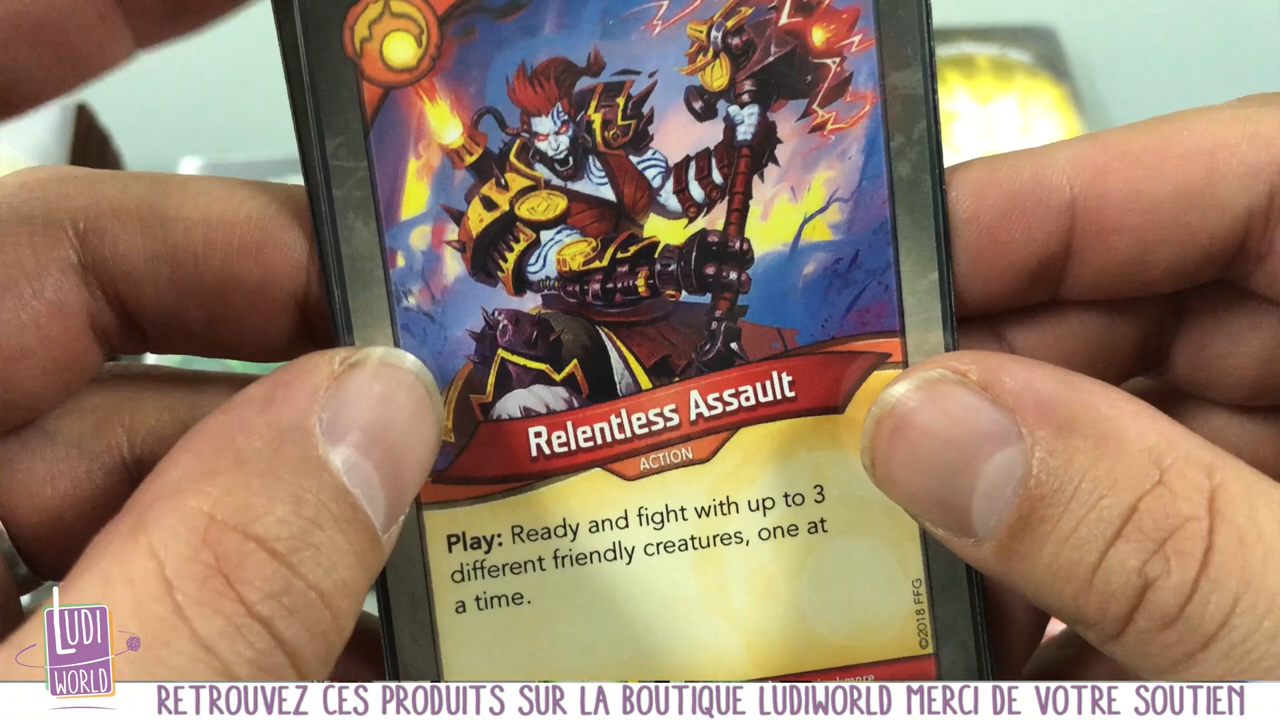 Relentless Assault
ACTION
Play: Ready and fight with up to 3
different friendly creatures, one at
a time.
©2018 FFG
LUDI
WORLD
RETROUVEZ CES PRODUITS SUR LA BOUTIQUE LUDIWORLD MERCI DE VOTRE SOUTIEN